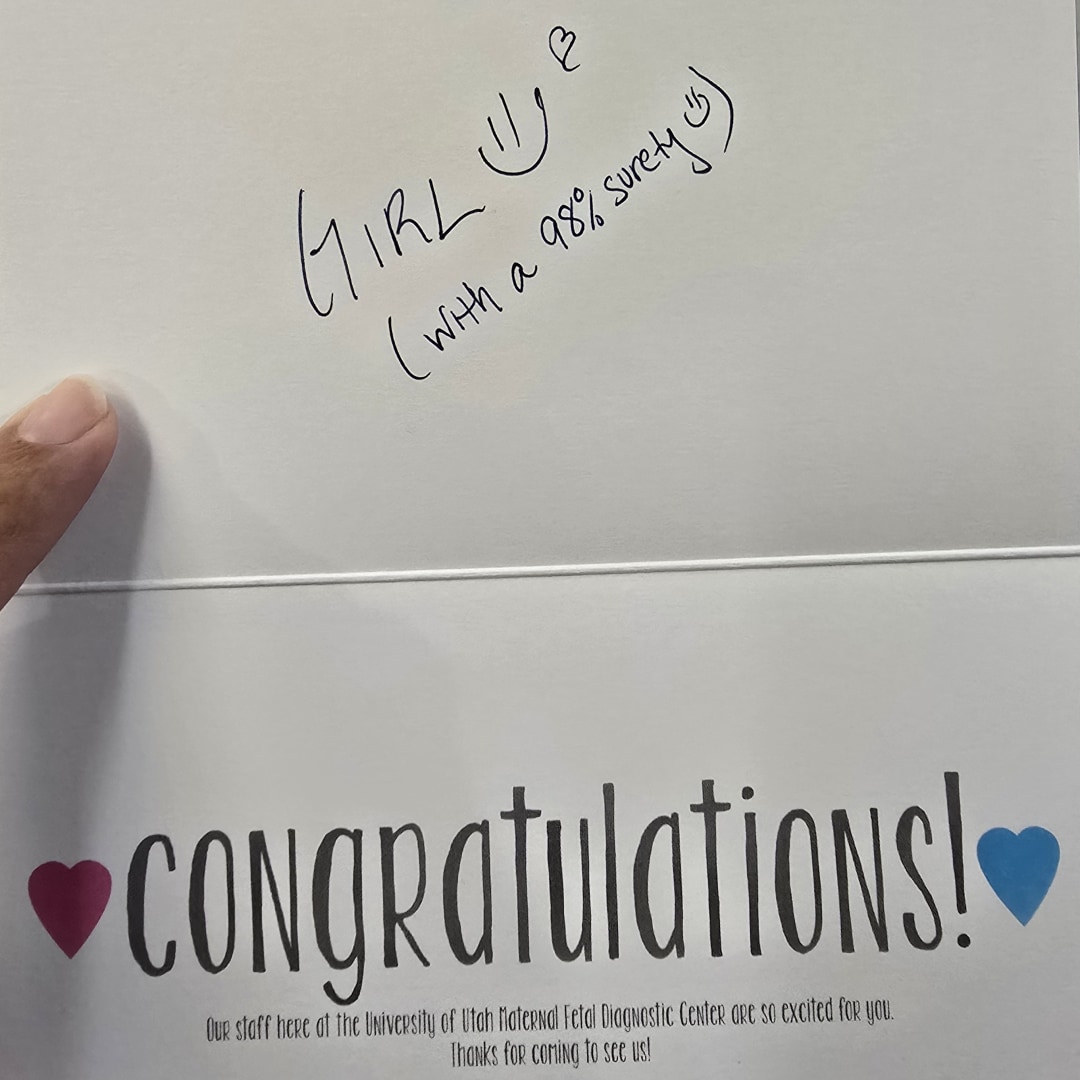 GIRL
(with a 98% surety)
CONgRatulatiONs!
OUR staff heRe at the UNiveRsity of Utah MateRNal Fetal DiagNostic CeNteR aRe so excited foR you.
ThaNks foR comiNg to see us!